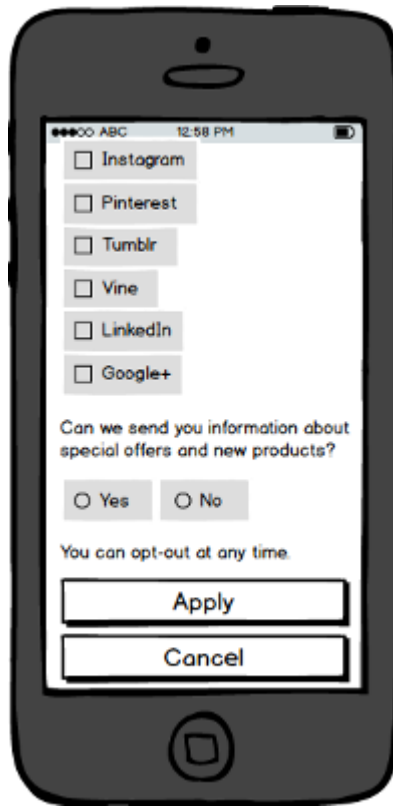 ABC 12:58 PM
Instagram
Pinterest
Tumblr
Vine
LinkedIn
Google+
Can we send you information about
special offers and new products?
Yes No
You can opt-out at any time.
Apply
Cancel